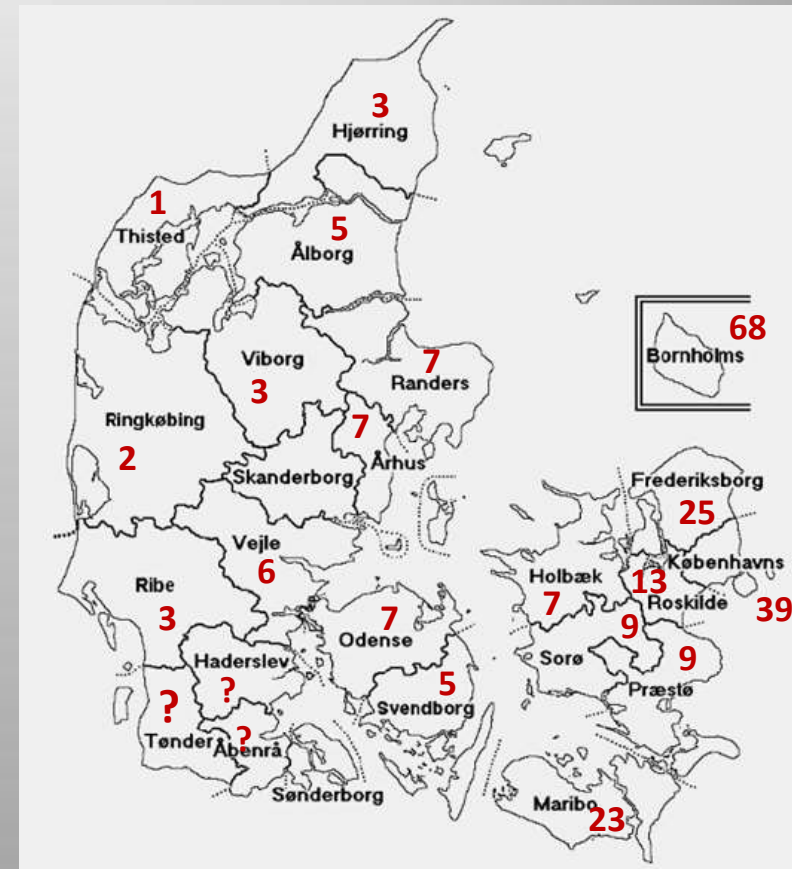 3
Hjørring
1
Thisted
5
Ålborg
68
Bornholms
Viborg
3
7
Randers
Ringkøbing
2
7
Århus
Skanderborg
Frederiksborg
25
Vejle
6
Københavns
39
Holbæk
7
13
Roskilde
Ribe
3
7
Odense
9
Sorø
9
Præstø
Haderslev
?
5
Svendborg
?
Tønder
?
Åbenrå
Sønderborg
Maribo
23